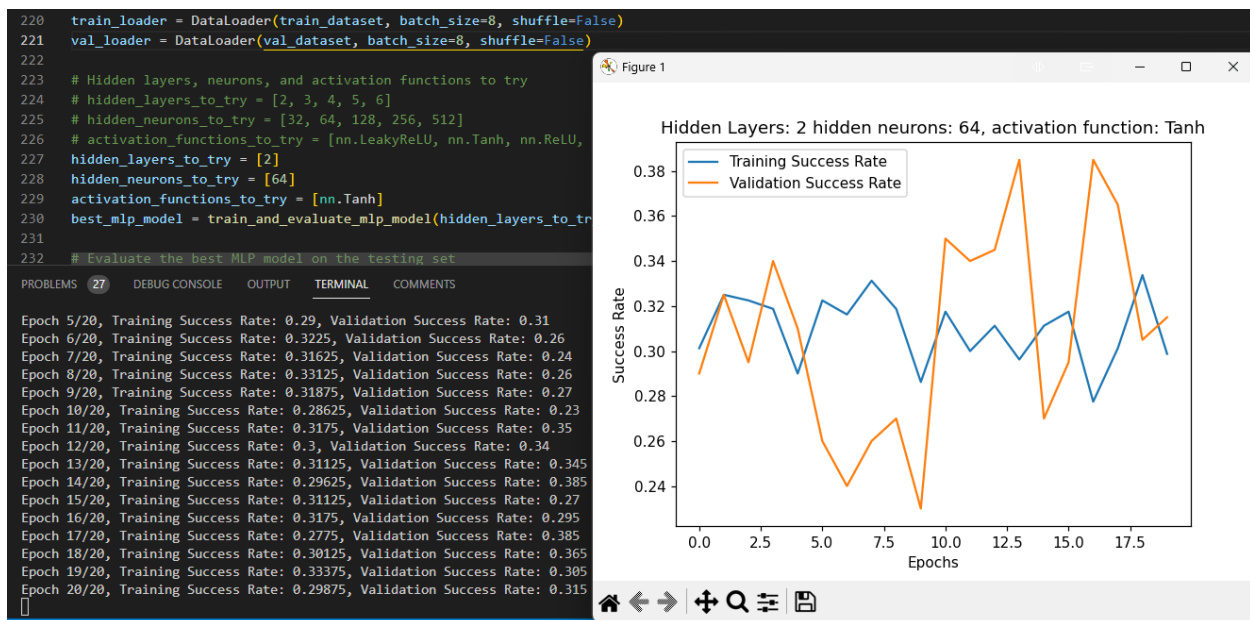 220 train_loader = DataLoader(train_dataset, batch_size=8, shuffle=False)
221 val_loader = DataLoader(val_dataset, batch_size=8, shuffle=False)
222
223 # Hidden layers, neurons, and activation functions to try
224 # hidden_layers_to_try = [2, 3, 4, 5, 6]
225 # hidden_neurons_to_try = [32, 64, 128, 256, 512]
226 # activation_functions_to_try = [nn.LeakyReLU, nn.Tanh, nn.ReLU,
227 hidden_layers_to_try = [2]
228 hidden_neurons_to_try = [64]
229 activation_functions_to_try = [nn.Tanh]
230 best_mlp_model = train_and_evaluate_mlp_model(hidden_layers_to_tr
231
232 # Evaluate the best MLP model on the testing set
PROBLEMS 27 DEBUG CONSOLE OUTPUT TERMINAL COMMENTS
Epoch 5/20, Training Success Rate: 0.29, Validation Success Rate: 0.31
Epoch 6/20, Training Success Rate: 0.3225, Validation Success Rate: 0.26
Epoch 7/20, Training Success Rate: 0.31625, Validation Success Rate: 0.24
Epoch 8/20, Training Success Rate: 0.33125, Validation Success Rate: 0.26
Epoch 9/20, Training Success Rate: 0.31875, Validation Success Rate: 0.27
Epoch 10/20, Training Success Rate: 0.28625, Validation Success Rate: 0.23
Epoch 11/20, Training Success Rate: 0.3175, Validation Success Rate: 0.35
Epoch 12/20, Training Success Rate: 0.3, Validation Success Rate: 0.34
Epoch 13/20, Training Success Rate: 0.31125, Validation Success Rate: 0.345
Epoch 14/20, Training Success Rate: 0.29625, Validation Success Rate: 0.385
Epoch 15/20, Training Success Rate: 0.31125, Validation Success Rate: 0.27
Epoch 16/20, Training Success Rate: 0.3175, Validation Success Rate: 0.295
Epoch 17/20, Training Success Rate: 0.2775, Validation Success Rate: 0.385
Epoch 18/20, Training Success Rate: 0.30125, Validation Success Rate: 0.365
Epoch 19/20, Training Success Rate: 0.33375, Validation Success Rate: 0.305
Epoch 20/20, Training Success Rate: 0.29875, Validation Success Rate: 0.315
Figure 1
Hidden Layers: 2 hidden neurons: 64, activation function: Tanh
Training Success Rate
Validation Success Rate
0.38
0.36
0.34
0.32
0.30
0.28
0.26
0.24
Success Rate
0.0 2.5 5.0 7.5 10.0 12.5 15.0 17.5
Epochs